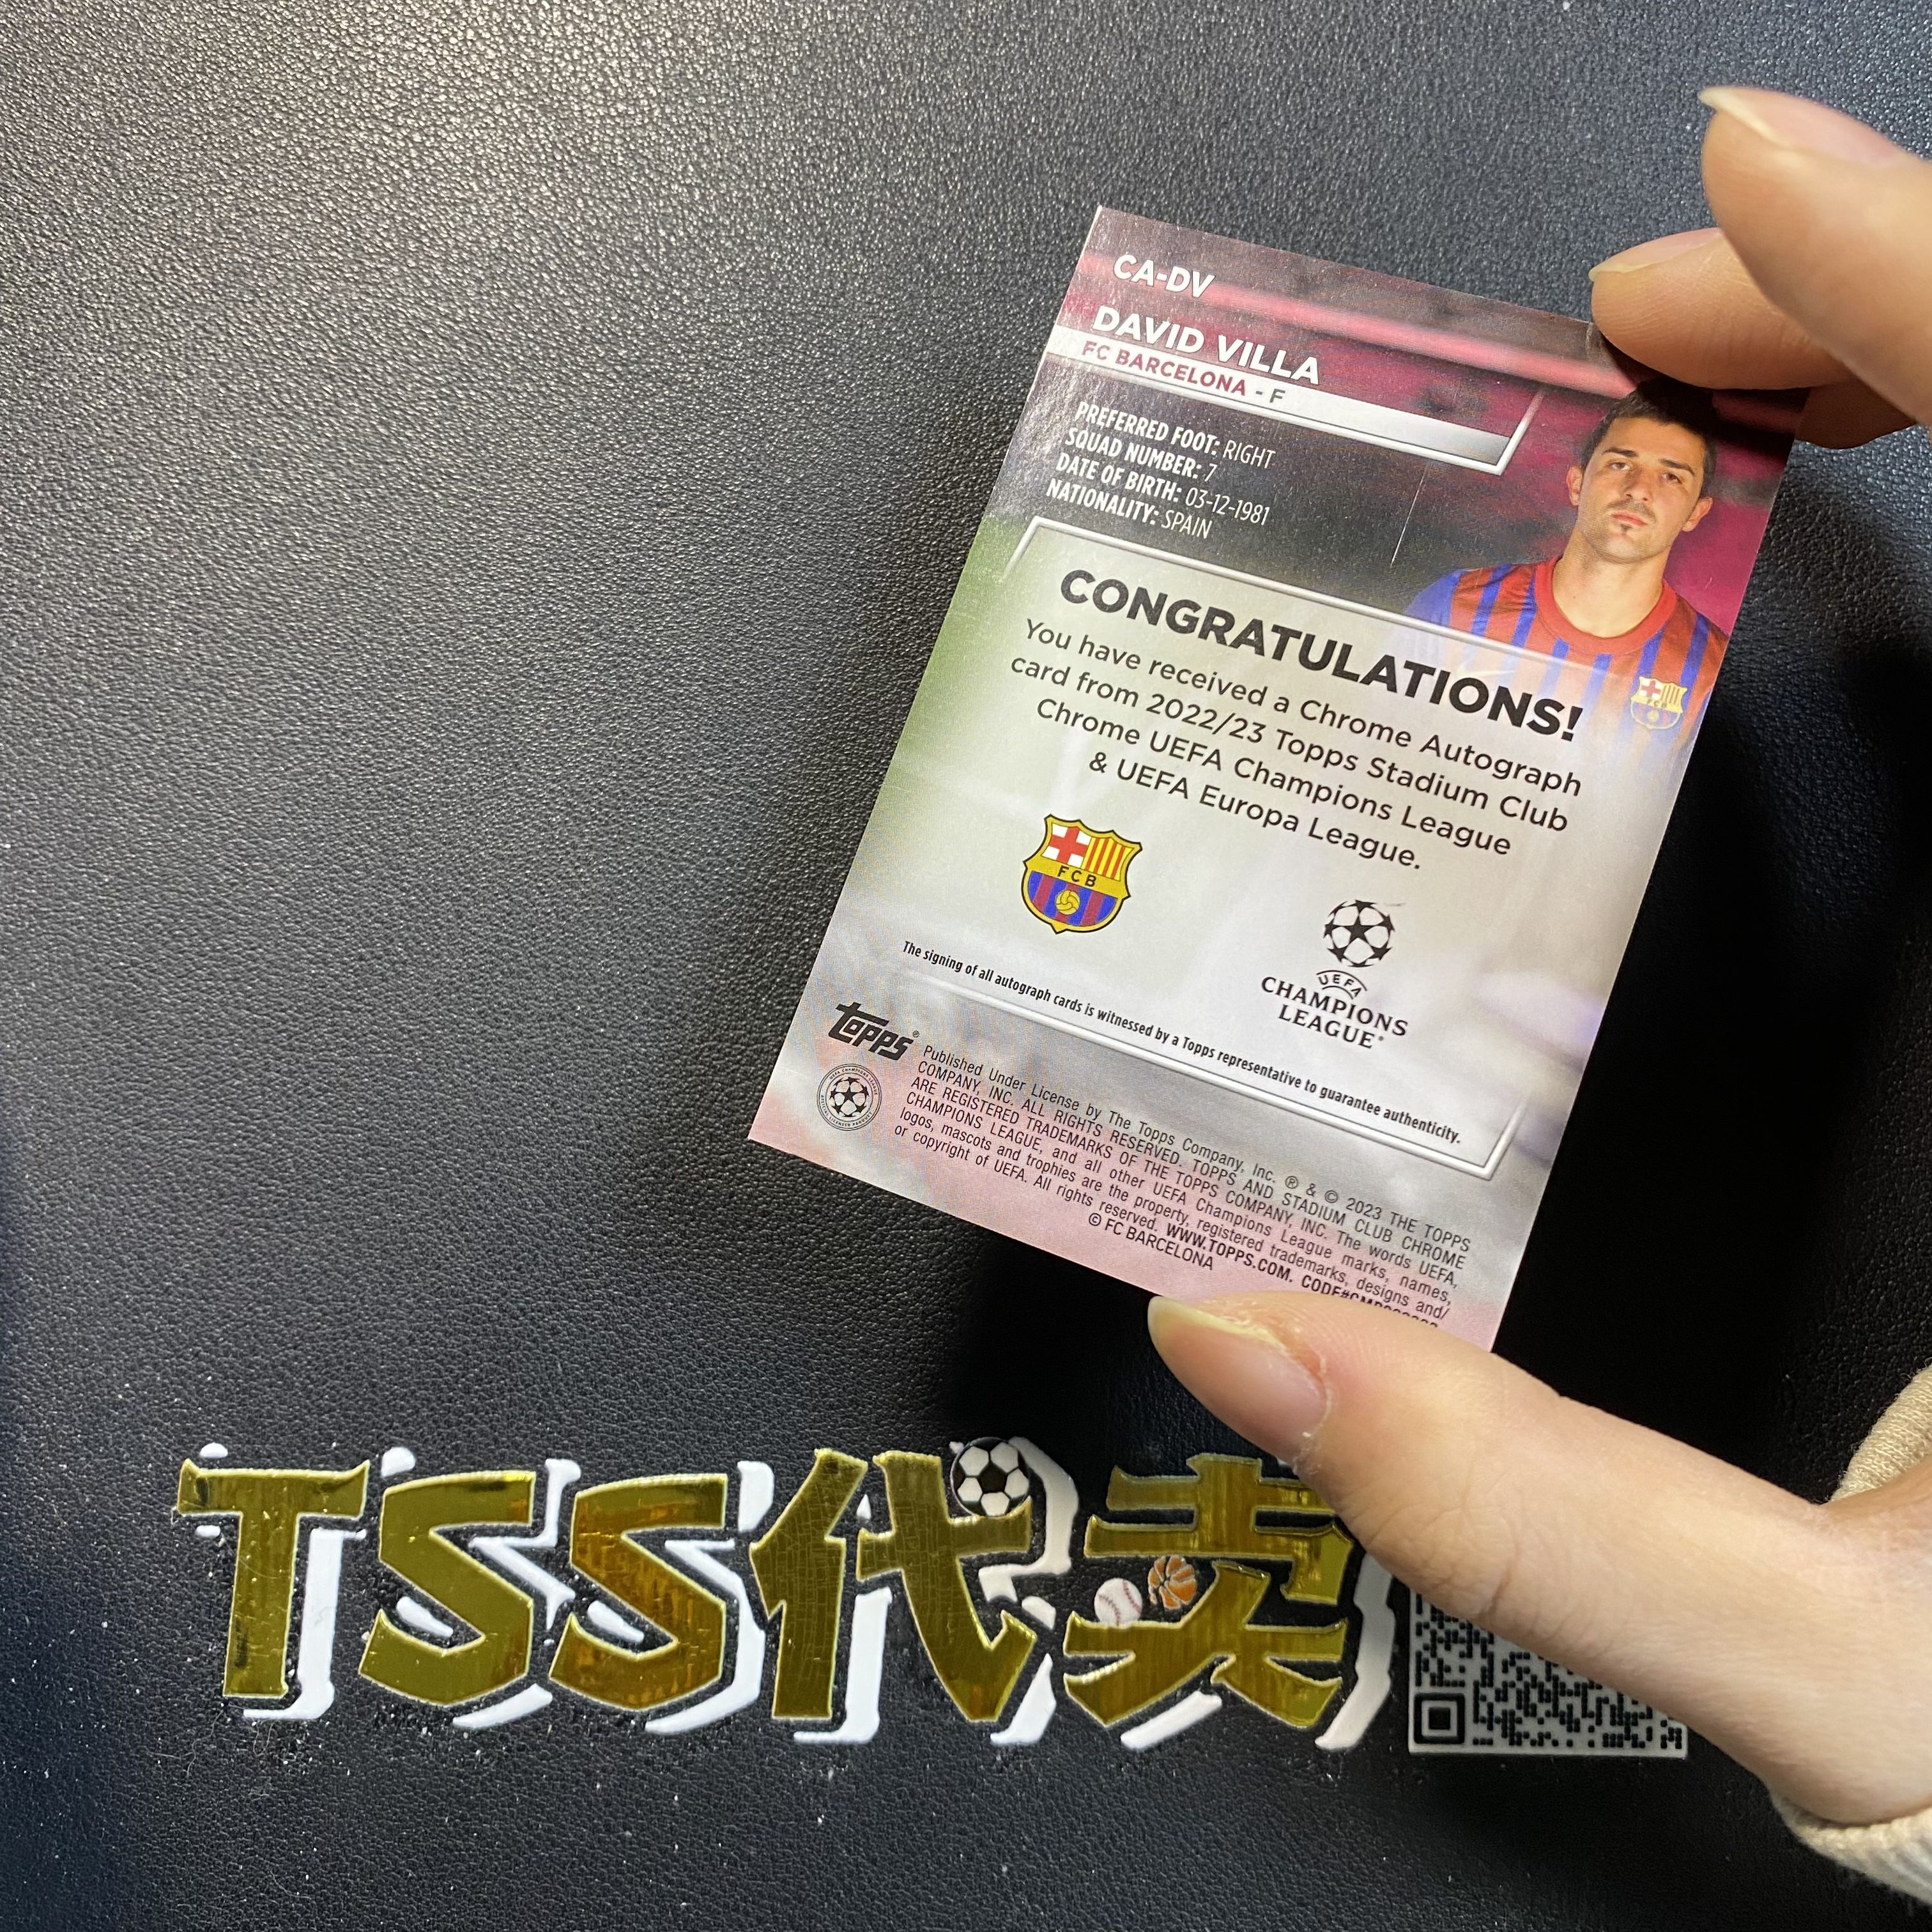 CA-DV
DAVID VILLA
FC BARCELONA - F
PREFERRED FOOT: RIGHT
SQUAD NUMBER: 7
DATE OF BIRTH: 03-12-1981
NATIONALITY: SPAIN
CONGRATULATIONS!
You have received a Chrome Autograph
card from 2022/23 Topps Stadium Club
Chrome UEFA Champions League
& UEFA Europa League.
FCB
FCB
UEFA
CHAMPIONS
LEAGUE®
The signing of all autograph cards is witnessed by a Topps representative to guarantee authenticity.
topps®
Published Under License by The Topps Company, Inc. ® & © 2023 THE TOPPS
COMPANY, INC. ALL RIGHTS RESERVED. TOPPS AND STADIUM CLUB CHROME
ARE REGISTERED TRADEMARKS OF THE TOPPS COMPANY, INC. The words UEFA,
CHAMPIONS LEAGUE, and all other UEFA Champions League marks, names,
logos, mascots and trophies are the property, registered trademarks, designs and/
or copyright of UEFA. All rights reserved. WWW.TOPPS.COM. CODE#
© FC BARCELONA
TSS代卖